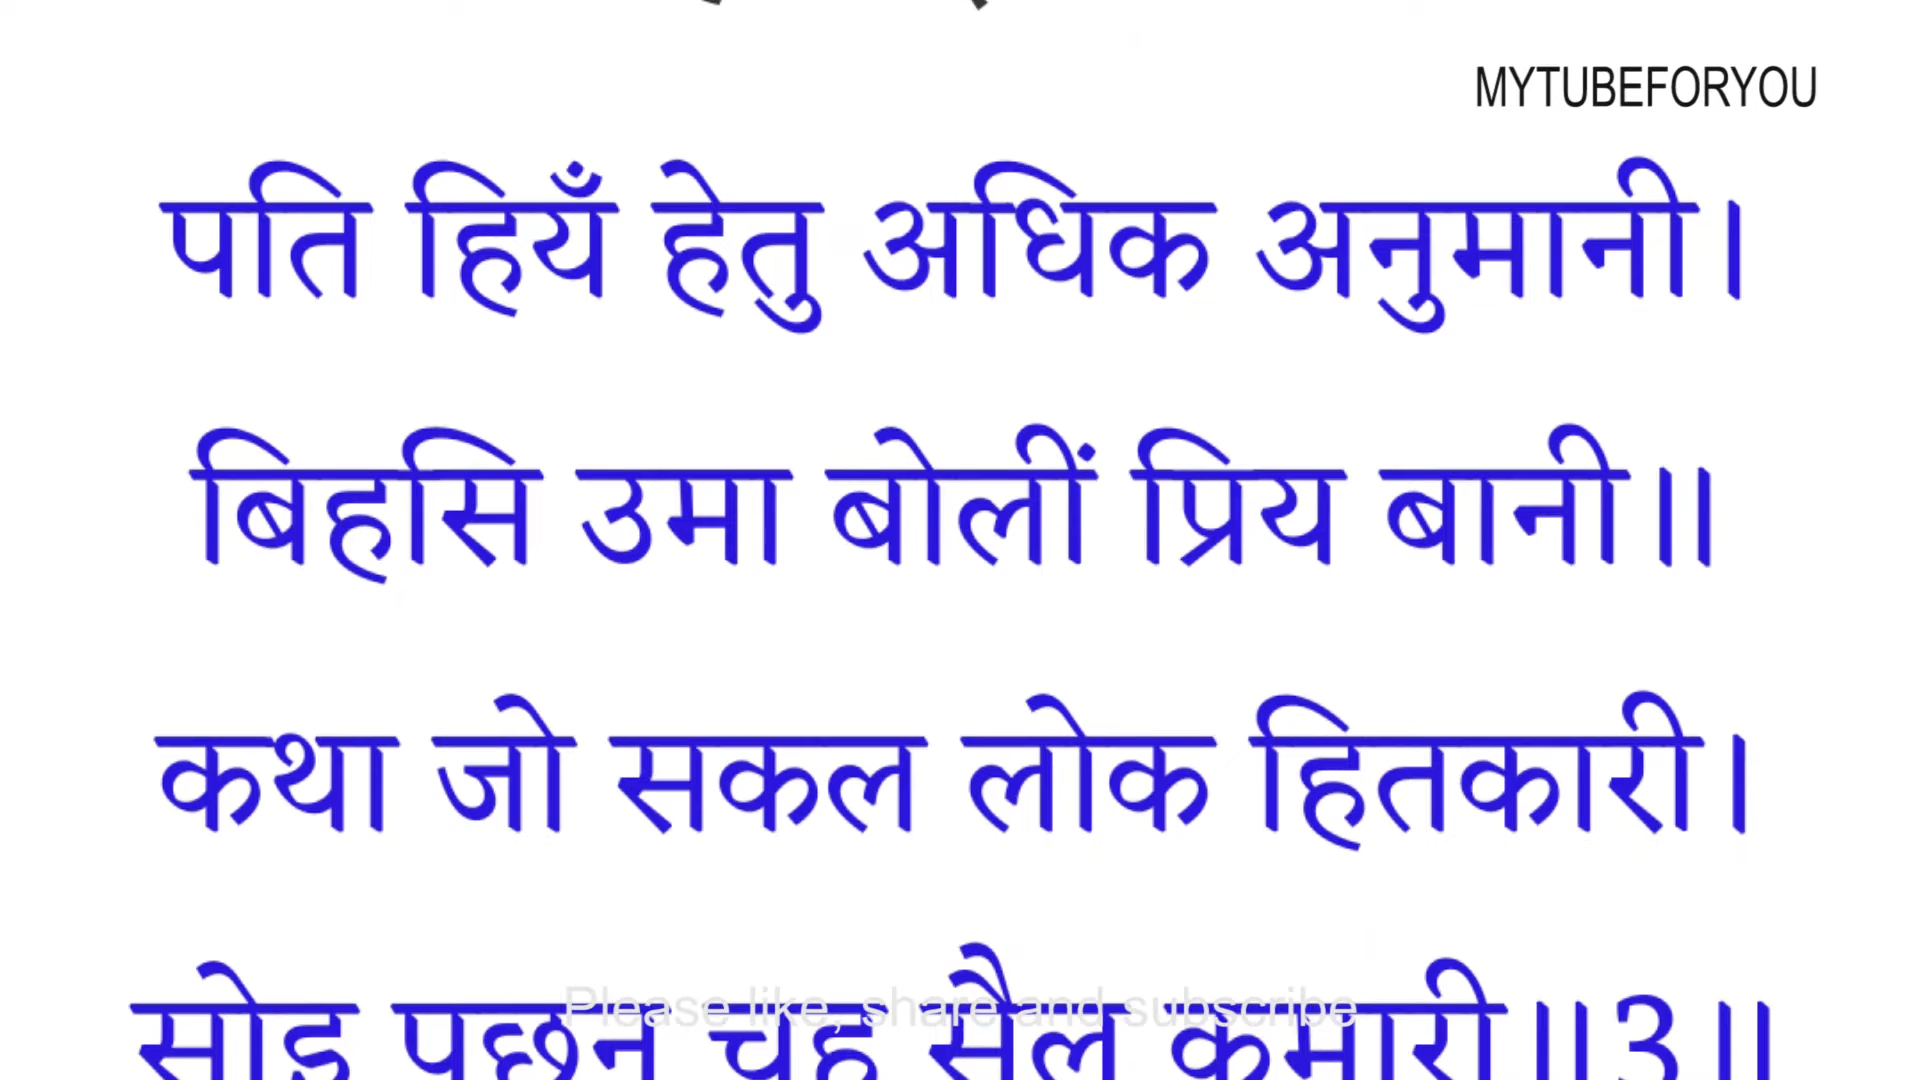 MYTUBEFORYOU
पति हियँ हेतु अधिक अनुमानी।
बिहसि उमा बोलीं प्रिय बानी॥
कथा जो सकल लोक हितकारी।
सोइ पूछन चह सैल कुमारी॥3॥
Please like, share and subscribe